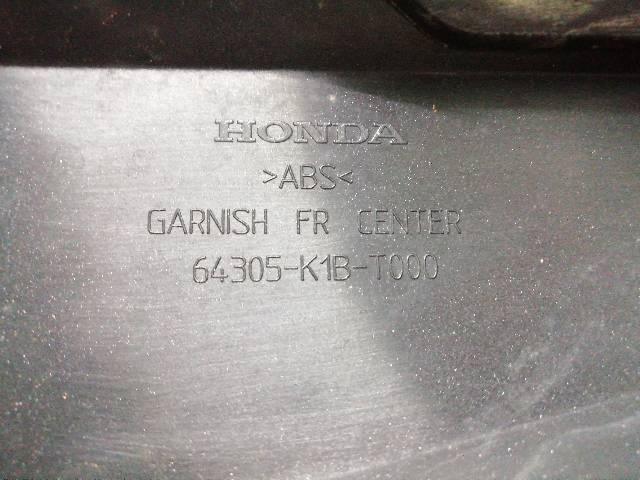 HONDA
>ABS<
GARNISH FR CENTER
64305-K1B-T000